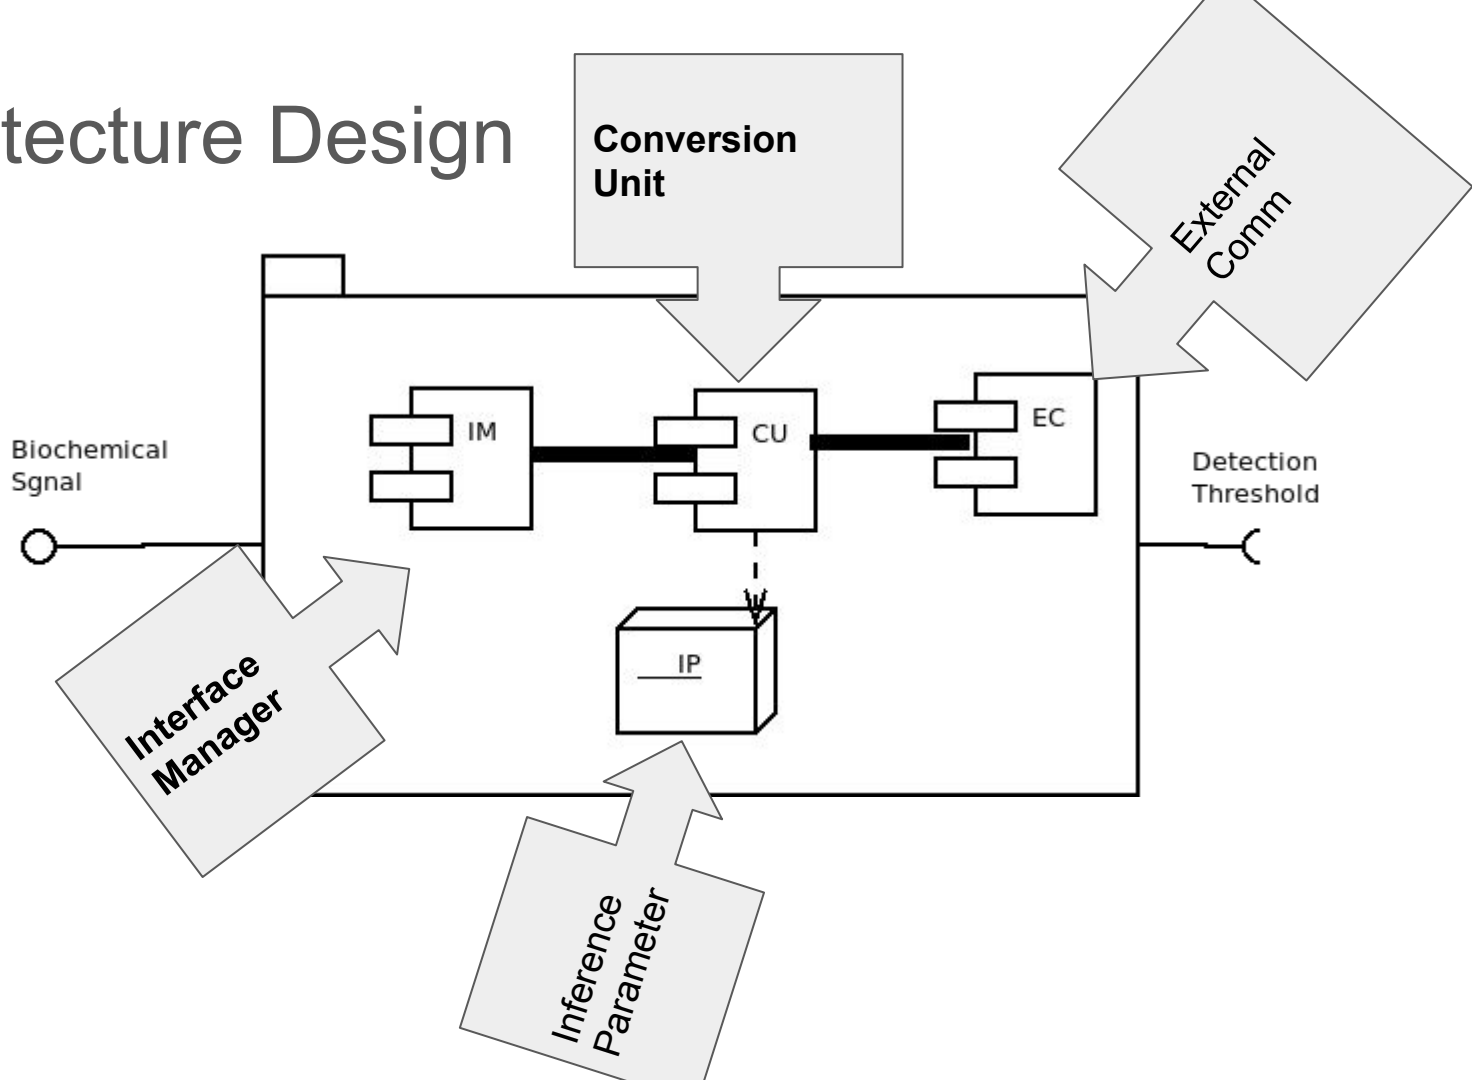 tecture Design
Conversion
Unit
External
Comm
IM
CU
EC
Biochemical
Sgnal
Detection
Threshold
IP
Interface
Manager
Inference
Parameter